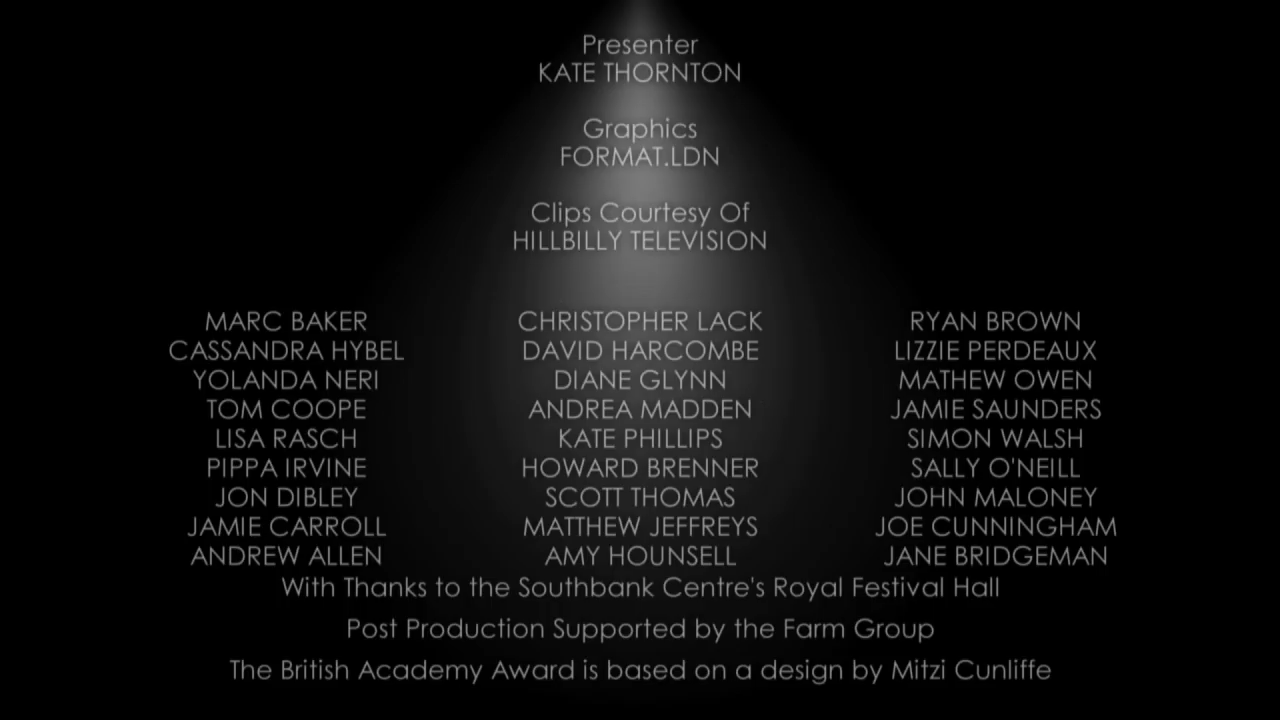 Presenter
KATE THORNTON
Graphics
FORMAT.LDN
Clips Courtesy Of
HILLBILLY TELEVISION
MARC BAKER CHRISTOPHER LACK RYAN BROWN
CASSANDRA HYBEL DAVID HARCOMBE LIZZIE PERDEAUX
YOLANDA NERI DIANE GLYNN MATHEW OWEN
TOM COOPE ANDREA MADDEN JAMIE SAUNDERS
LISA RASCH KATE PHILLIPS SIMON WALSH
PIPPA IRVINE HOWARD BRENNER SALLY O'NEILL
JON DIBLEY SCOTT THOMAS JOHN MALONEY
JAMIE CARROLL MATTHEW JEFFREYS JOE CUNNINGHAM
ANDREW ALLEN AMY HOUNSELL JANE BRIDGEMAN
With Thanks to the Southbank Centre's Royal Festival Hall
Post Production Supported by the Farm Group
The British Academy Award is based on a design by Mitzi Cunliffe